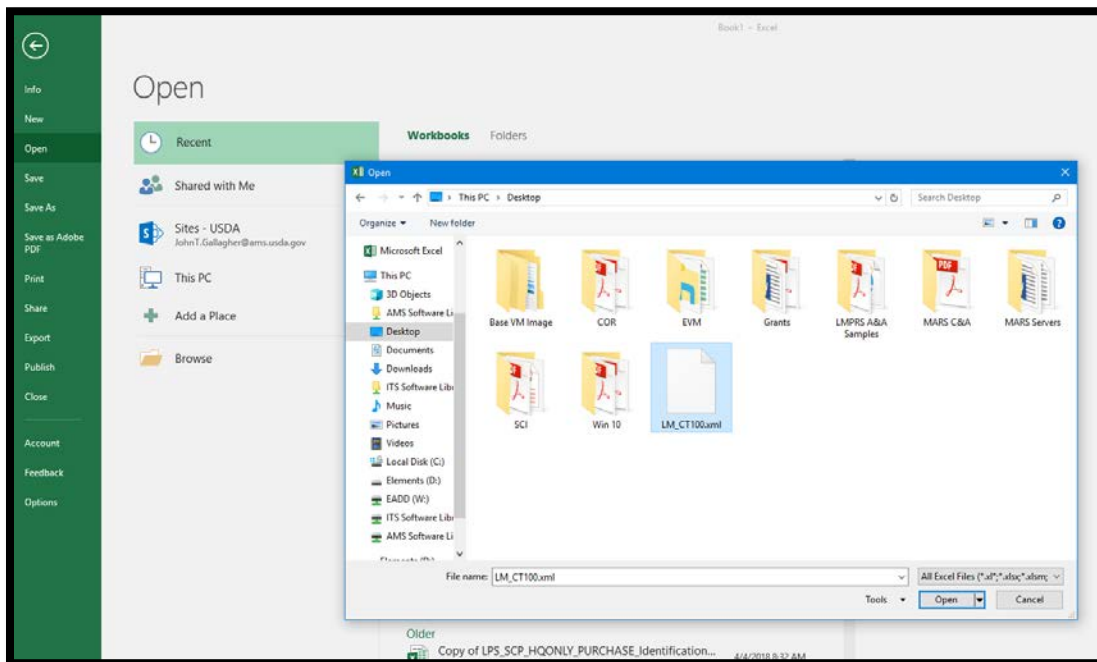 Book1 - Excel
Info
New
Open
Save
Save As
Save as Adobe
PDF
Print
Share
Export
Publish
Close
Account
Feedback
Options
Open
Recent
Shared with Me
Sites - USDA
JohnT.Gallagher@ams.usda.gov
This PC
Add a Place
Browse
Workbooks Folders
Open
This PC > Desktop
Search Desktop
Organize New folder
Microsoft Excel
This PC
3D Objects
AMS Software Li
Desktop
Documents
Downloads
ITS Software Libr
Music
Pictures
Videos
Local Disk (C:)
Elements (D:)
EADD (W:)
ITS Software Libr
AMS Software Li
Elements (D:)
Base VM Image
COR
EVM
Grants
LMPRS A&A
Samples
MARS C&A
MARS Servers
SCI
Win 10
LM_CT100.xml
File name: LM_CT100.xml
All Excel Files (*.xl*;*.xlsx;*.xlsm;
Tools Open Cancel
Older
Copy of LPS_SCP_HQONLY_PURCHASE_Identification...
4/4/2018 8:32 AM